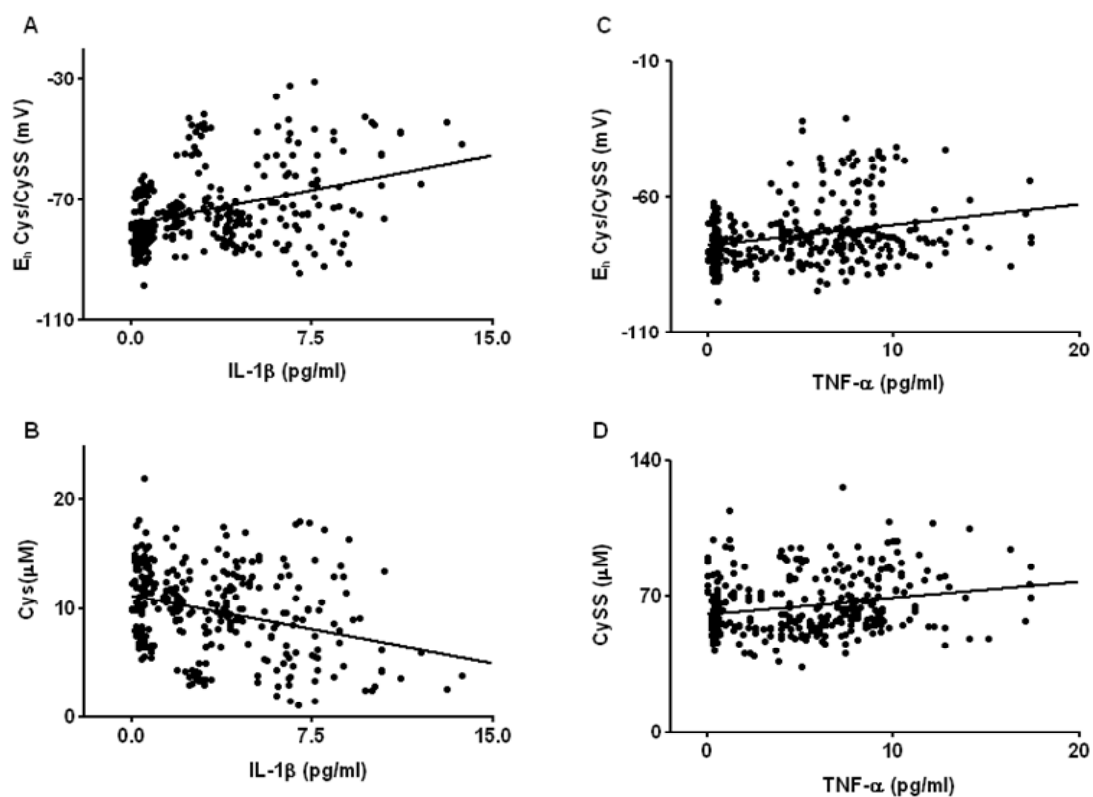 A
-30
-70
-110
0.0
7.5
15.0
Eh Cys/CySS (mV)
IL-1β (pg/ml)
C
-10
-60
-110
0
10
20
Eh Cys/CySS (mV)
TNF-α (pg/ml)
B
20
10
0
0.0
7.5
15.0
Cys(μM)
IL-1β (pg/ml)
D
140
70
0
0
10
20
CySS (μM)
TNF-α (pg/ml)